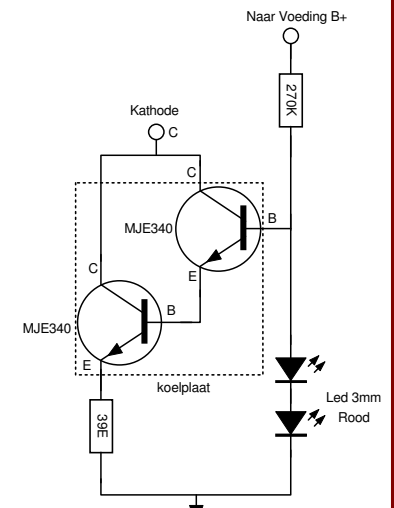 Naar Voeding B+
270K
Kathode
C
C
MJE340
B
E
C
B
MJE340
E
koelplaat
39E
Led 3mm
Rood